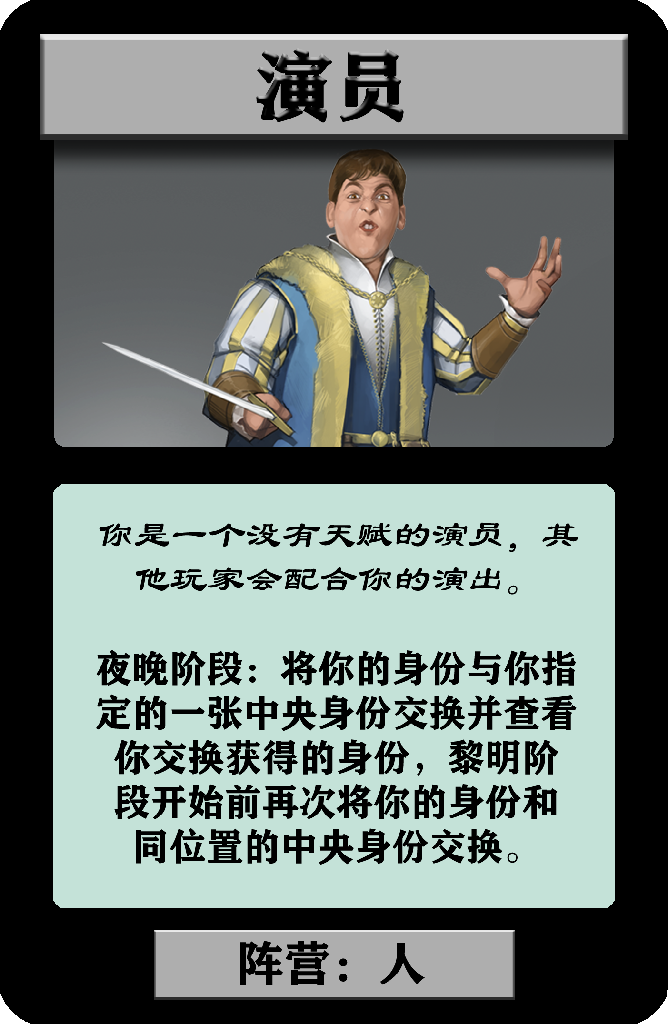 演员
你是一个没有天赋的演员，其
他玩家会配合你的演出。
夜晚阶段：将你的身份与你指
定的一张中央身份交换并查看
你交换获得的身份，黎明阶
段开始前再次将你的身份和
同位置的中央身份交换。
阵营：人